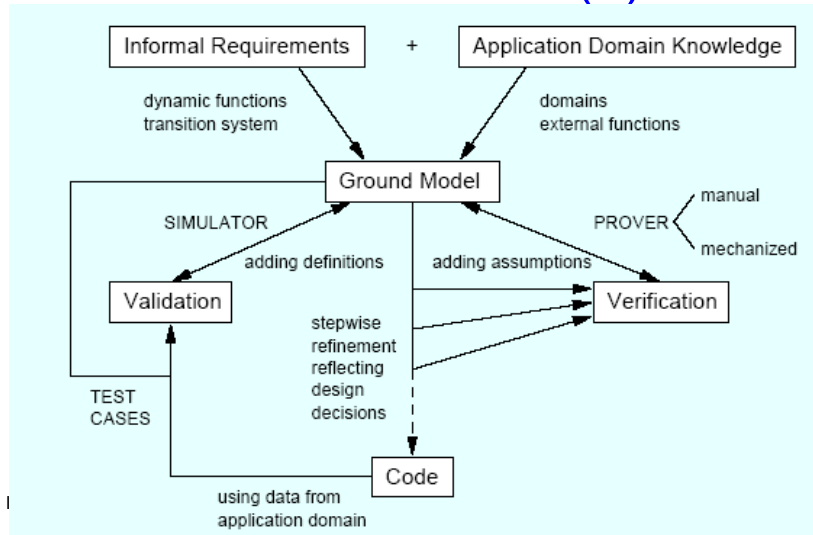 Informal Requirements
+
Application Domain Knowledge
dynamic functions
transition system
domains
external functions
Ground Model
SIMULATOR
PROVER
manual
mechanized
adding definitions
adding assumptions
Validation
Verification
stepwise
refinement
reflecting
design
decisions
TEST
CASES
Code
using data from
application domain